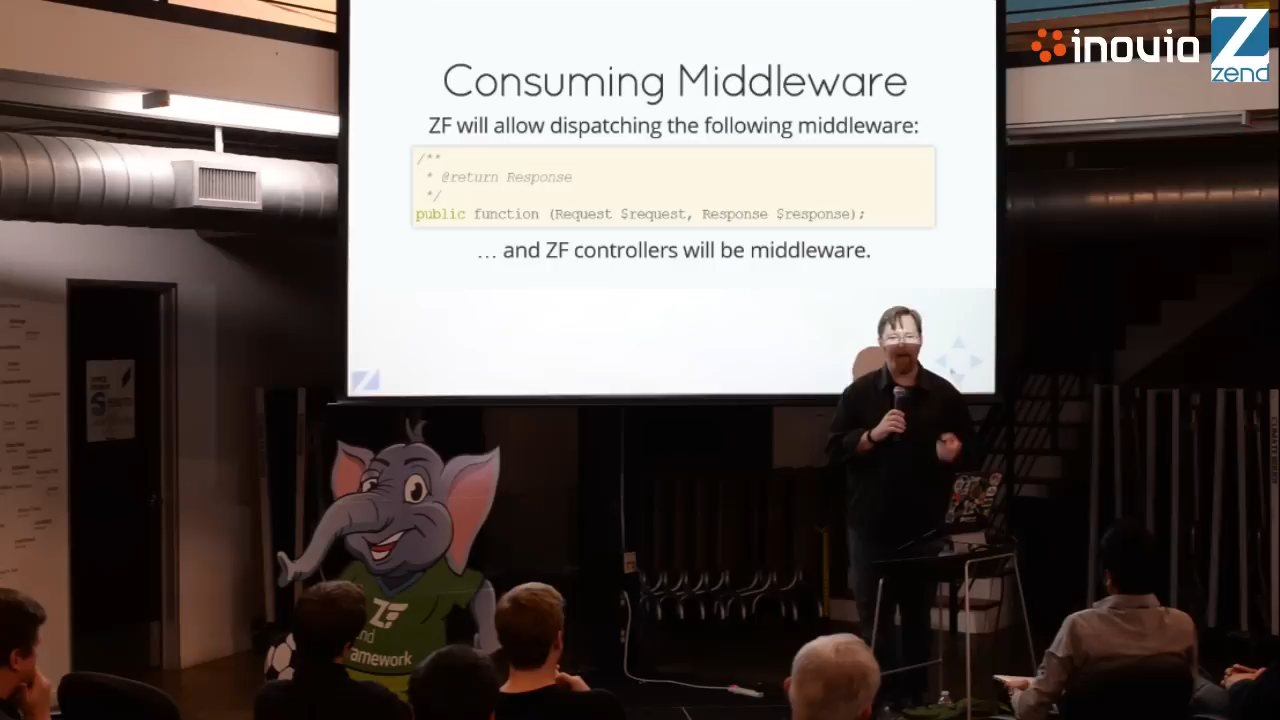 inovia
Z
zend
Consuming Middleware
ZF will allow dispatching the following middleware:
/**
* @return Response
*/
public function (Request $request, Response $response);
... and ZF controllers will be middleware.
ZF
nd
amework